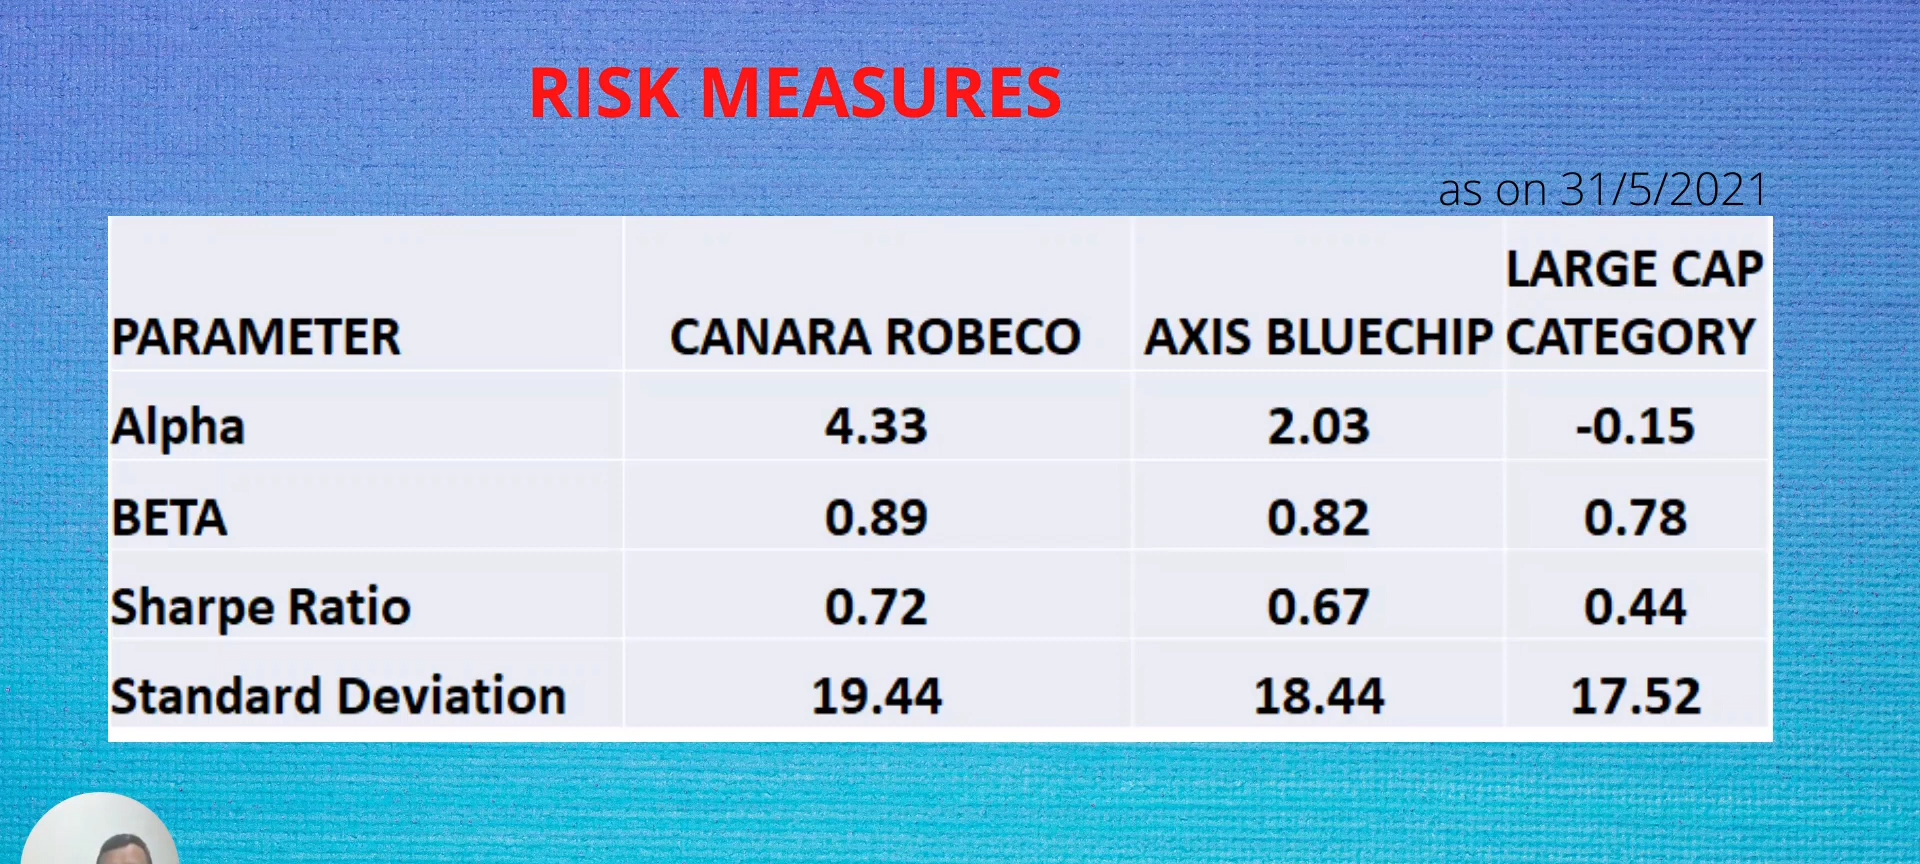 RISK MEASURES
as on 31/5/2021
PARAMETER CANARA ROBECO AXIS BLUECHIP LARGE CAP CATEGORY
Alpha 4.33 2.03 -0.15
BETA 0.89 0.82 0.78
Sharpe Ratio 0.72 0.67 0.44
Standard Deviation 19.44 18.44 17.52